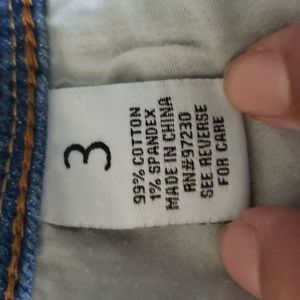 3
99% COTTON
1% SPANDEX
MADE IN CHINA
RN#97230
SEE REVERSE
FOR CARE